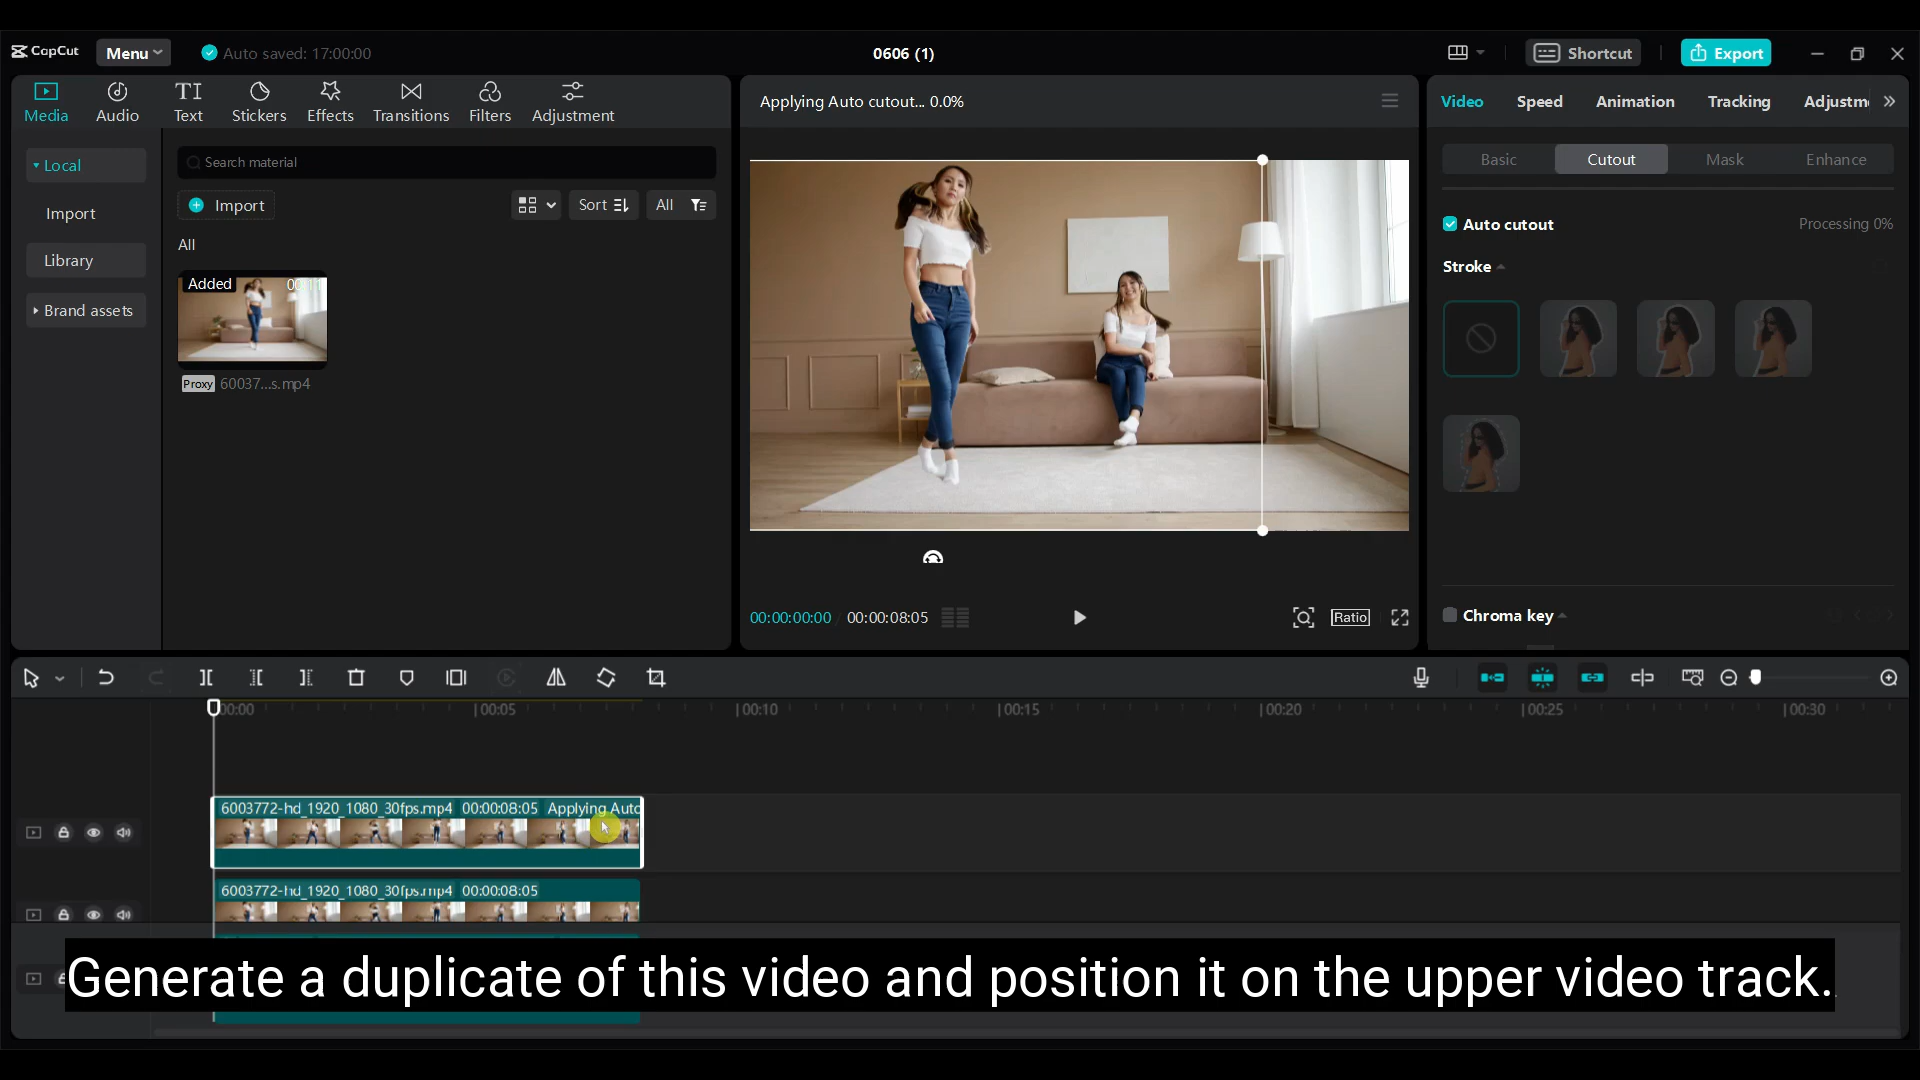 CapCut
Menu
Auto saved: 17:00:00
0606 (1)
Shortcut
Export
Media
Audio
Text
Stickers
Effects
Transitions
Filters
Adjustment
Local
Import
Library
Brand assets
Search material
Import
Sort
All
All
Added
Proxy
60037...s.mp4
Applying Auto cutout... 0.0%
00:00:00:00
00:00:08:05
Ratio
Video
Speed
Animation
Tracking
Basic
Cutout
Mask
Enhance
Auto cutout
Processing 0%
Stroke
Chroma key
00:00
00:05
00:10
00:15
00:20
00:25
00:30
6003772-hd_1920_1080_30fps.mp4 00:00:08:05 Applying Auto
6003772-hd_1920_1080_30fps.mp4 00:00:08:05
Generate a duplicate of this video and position it on the upper video track.